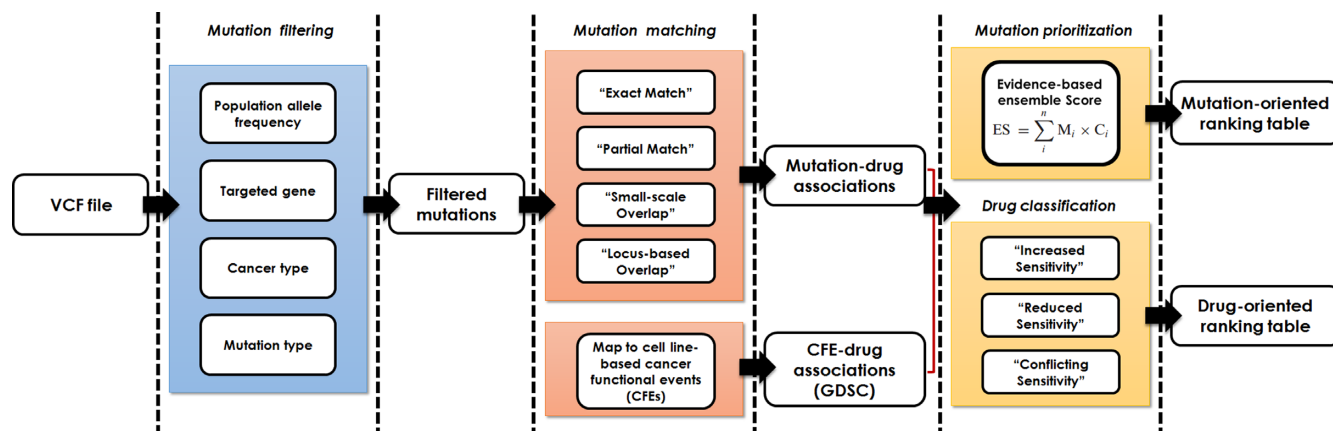 Mutation filtering
Mutation matching
Mutation prioritization
VCF file
Population allele
frequency
Targeted gene
Cancer type
Mutation type
Filtered
mutations
“Exact Match”
“Partial Match”
“Small-scale
Overlap”
“Locus-based
Overlap”
Map to cell line-
based cancer
functional events
(CFEs)
Mutation-drug
associations
CFE-drug
associations
(GDSC)
Evidence-based
ensemble Score
n
ES = ∑ Mᵢ × Cᵢ
i
Drug classification
“Increased
Sensitivity”
“Reduced
Sensitivity”
“Conflicting
Sensitivity”
Mutation-oriented
ranking table
Drug-oriented
ranking table